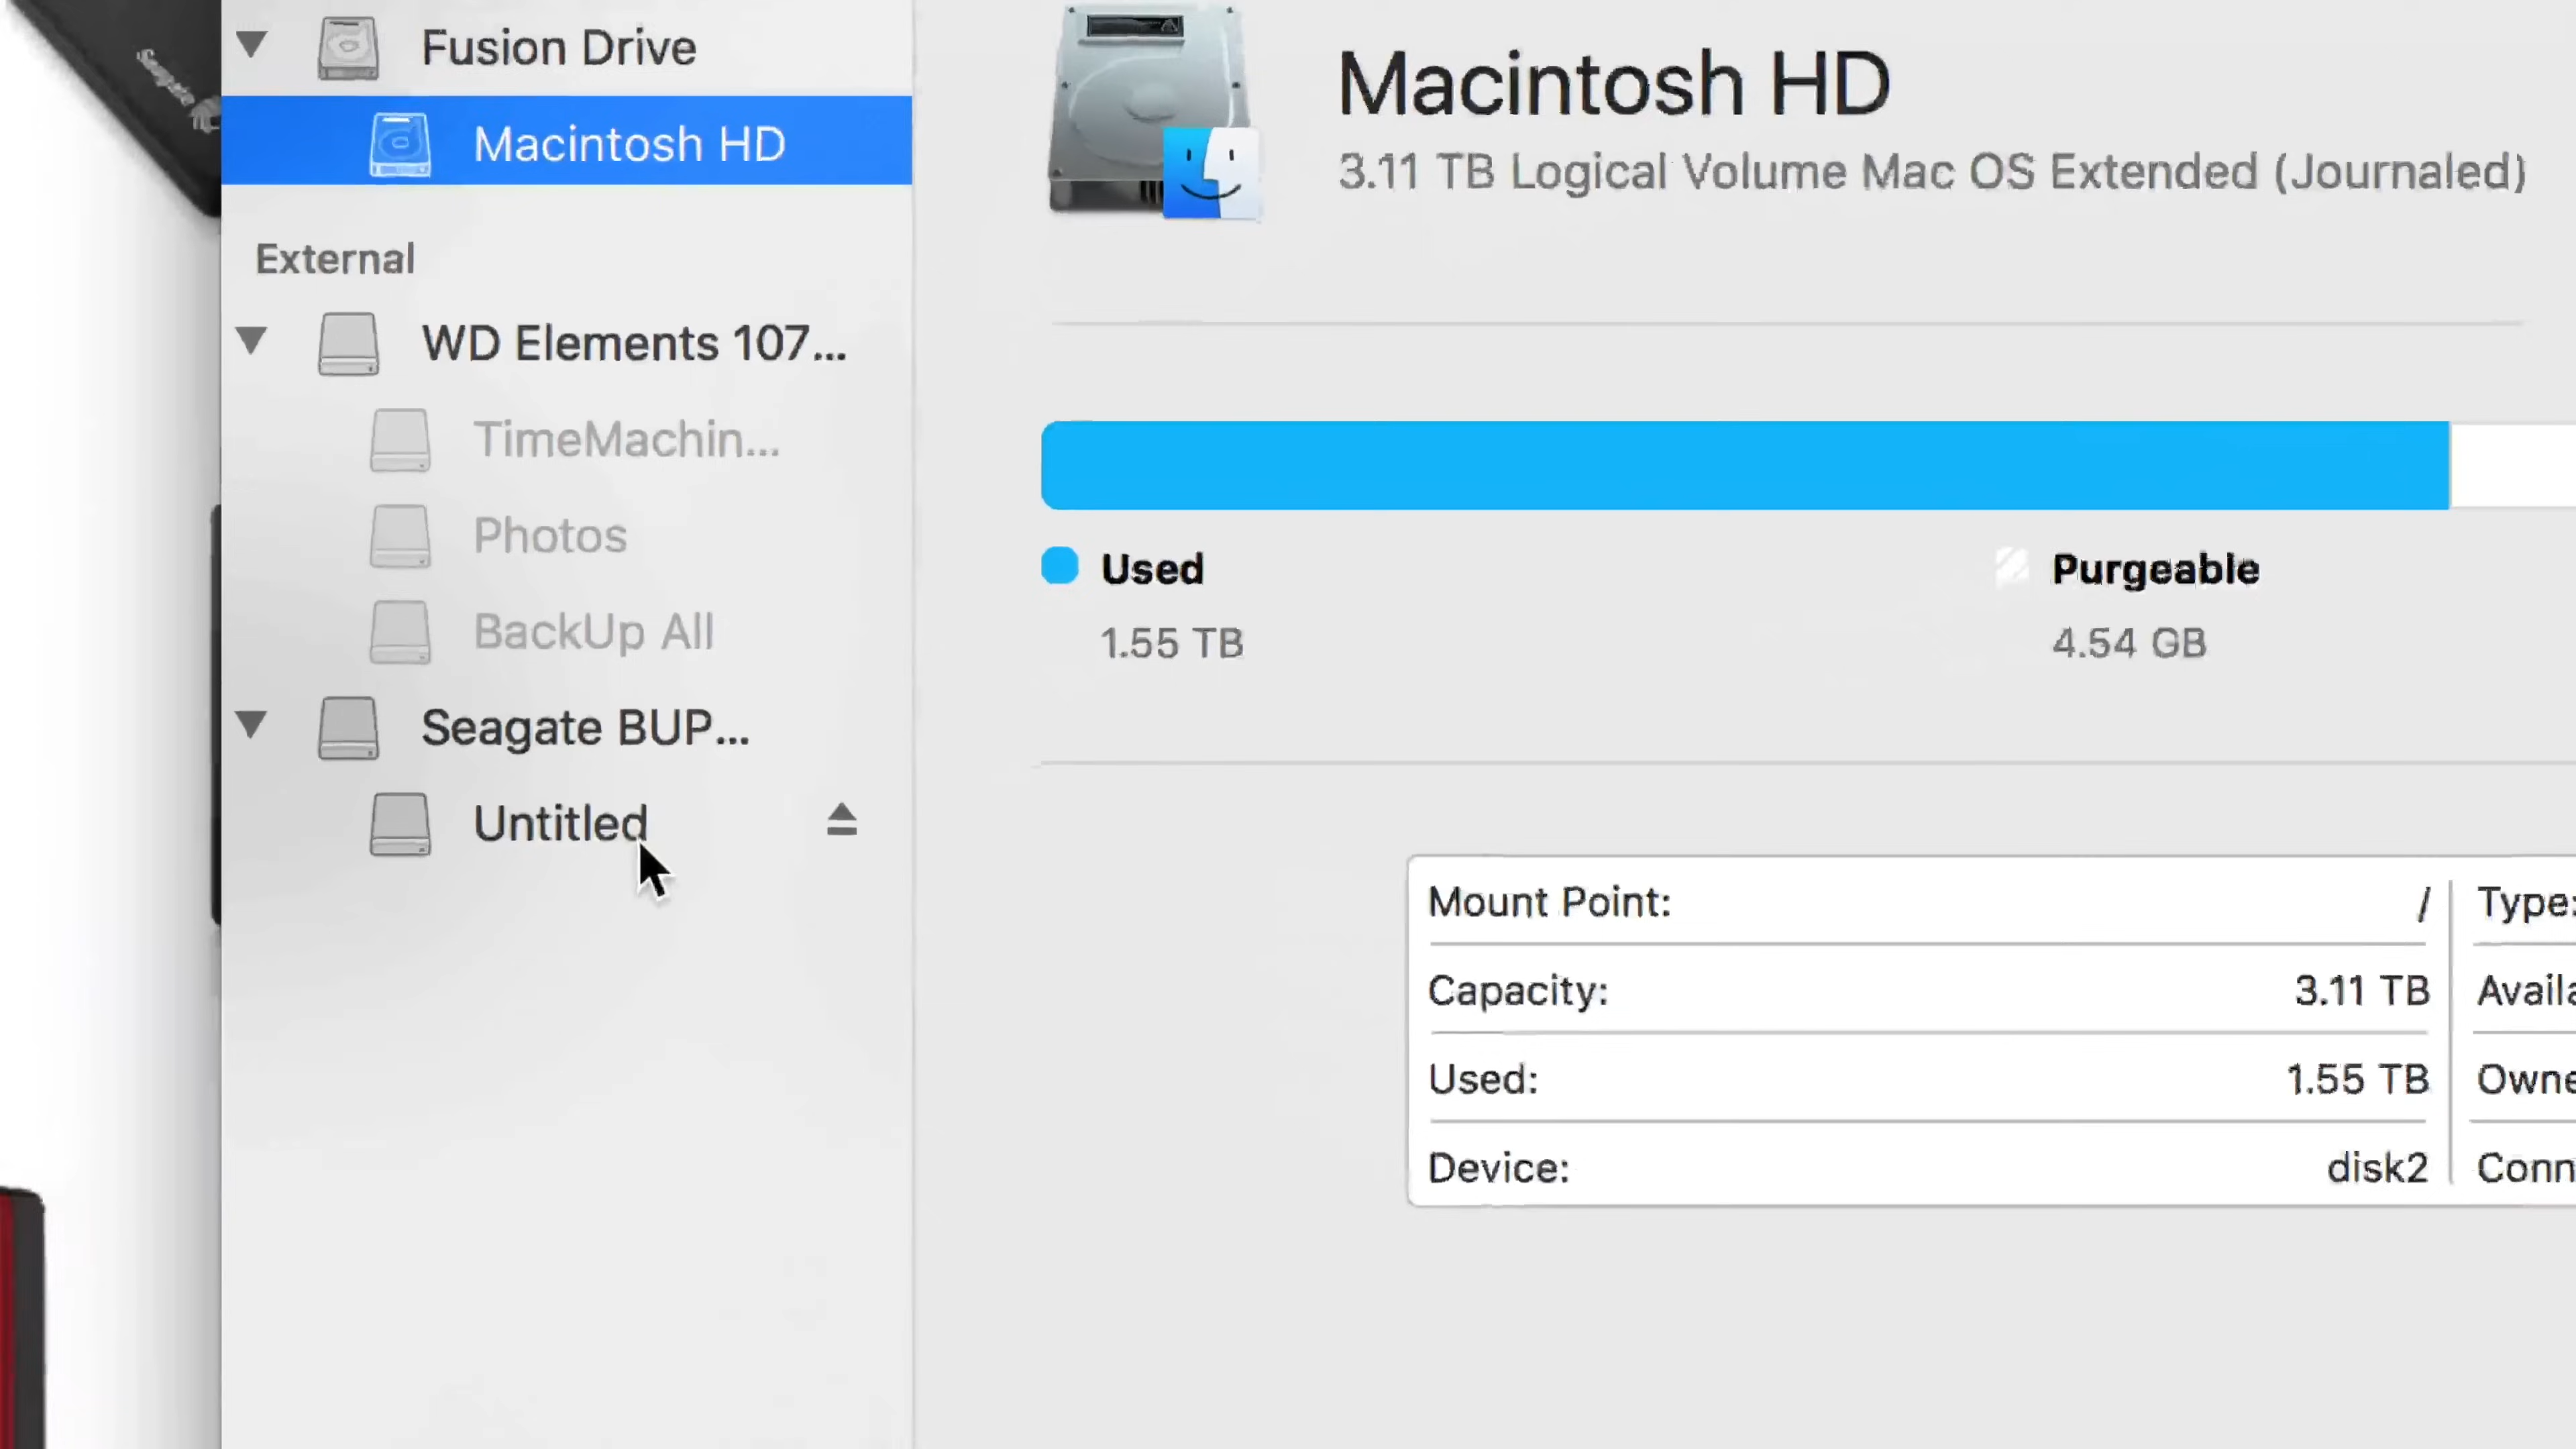 Seagate
Fusion Drive
Macintosh HD
External
WD Elements 107...
TimeMachin...
Photos
BackUp All
Seagate BUP...
Untitled
Macintosh HD
3.11 TB Logical Volume Mac OS Extended (Journaled)
Used
1.55 TB
Purgeable
4.54 GB
Mount Point: /
Capacity: 3.11 TB
Used: 1.55 TB
Device: disk2
Type:
Availa
Owne
Conn